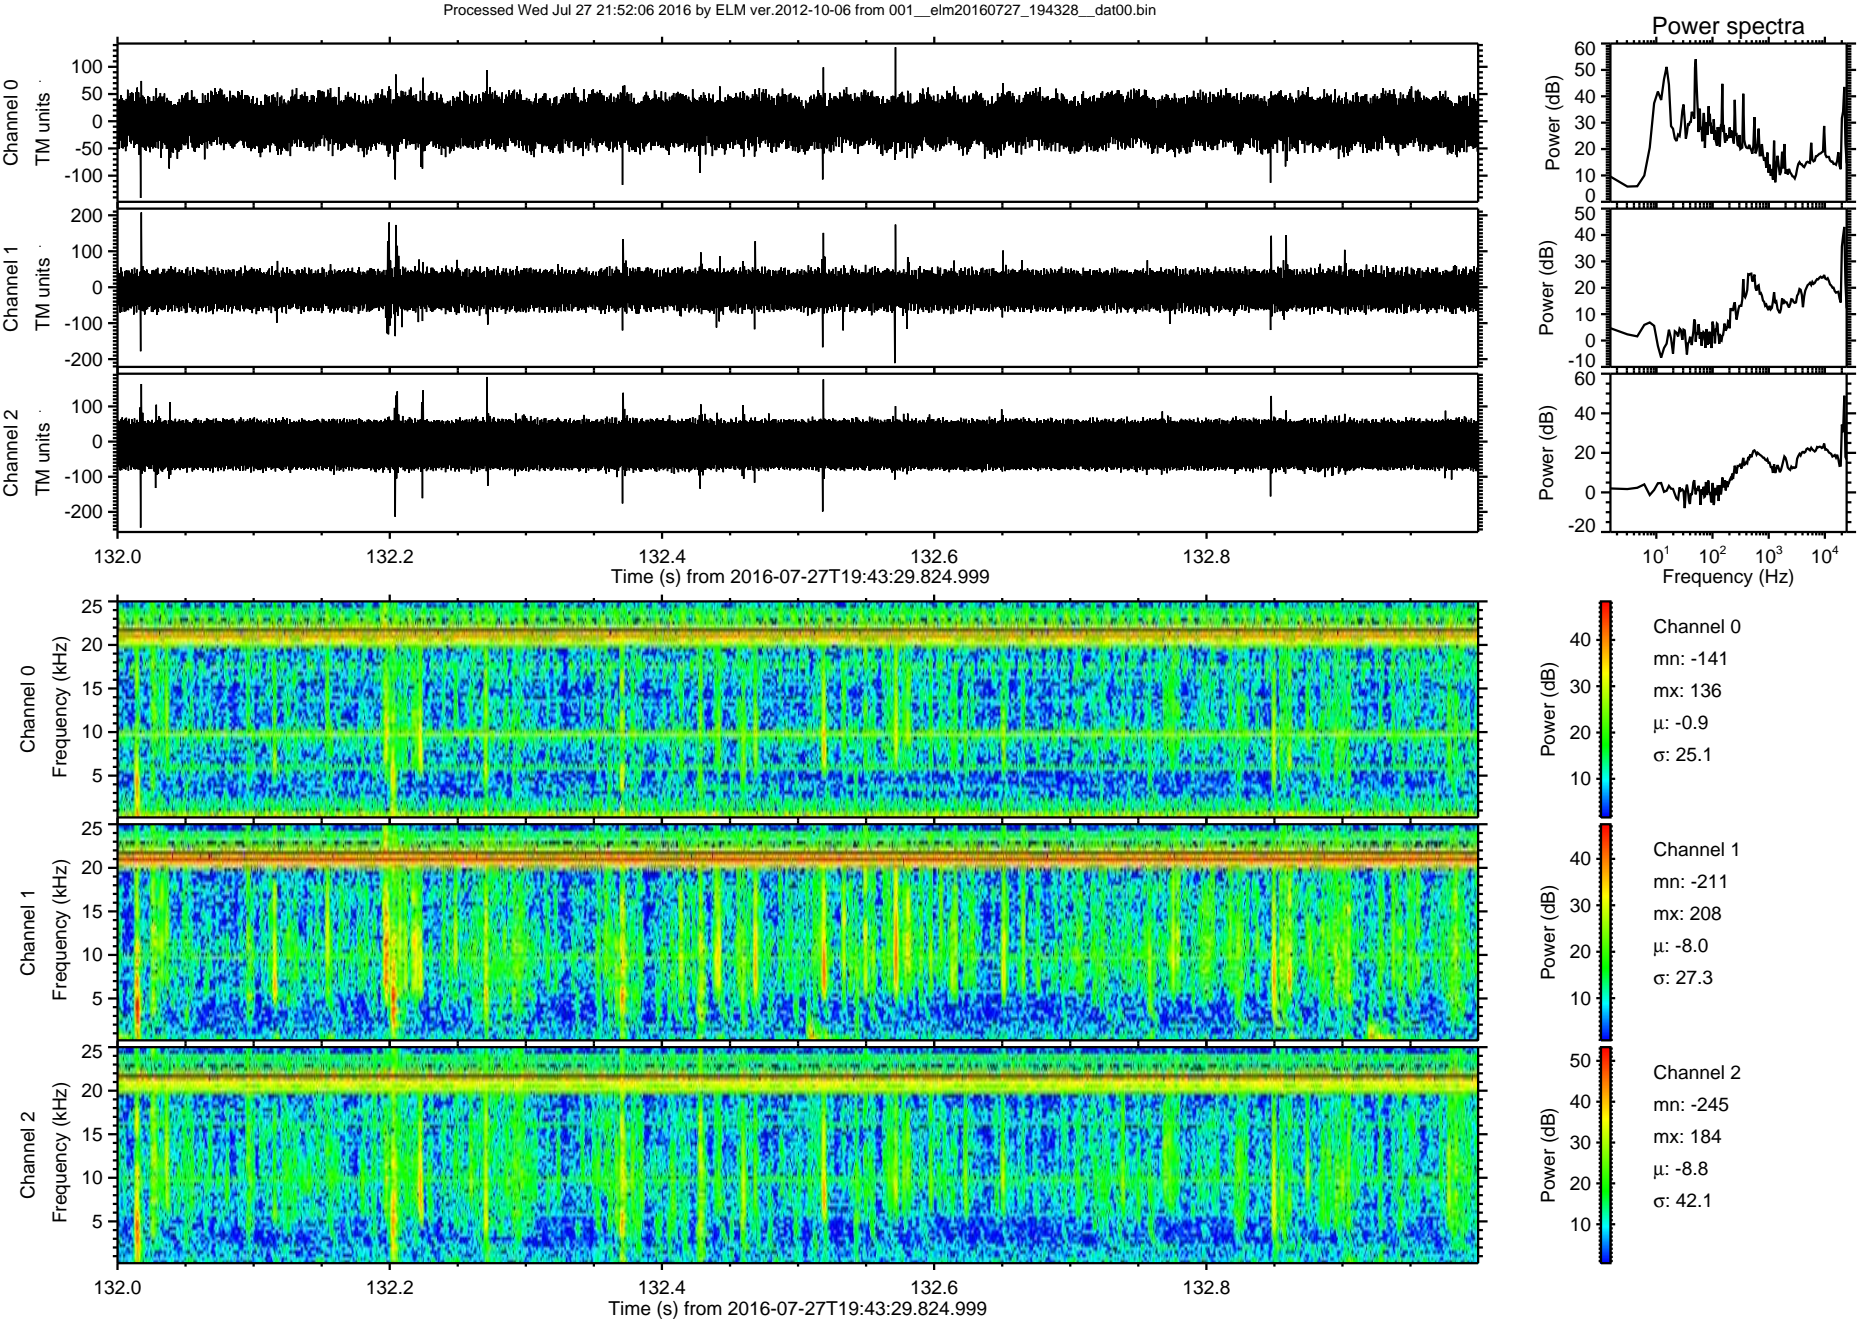 Processed Wed Jul 27 21:52:06 2016 by ELM ver.2012-10-06 from 001__elm20160727_194328__dat00.bin
Power spectra
Channel 0
TM units
100
50
0
-50
-100
Power (dB)
60
50
40
30
20
10
0
Channel 1
TM units
200
100
0
-100
-200
Power (dB)
50
40
30
20
10
0
-10
Channel 2
TM units
100
0
-100
-200
Power (dB)
60
40
20
0
-20
132.0 132.2 132.4 132.6 132.8
Time (s) from 2016-07-27T19:43:29.824.999
10¹ 10² 10³ 10⁴
Frequency (Hz)
Channel 0
Frequency (kHz)
25
20
15
10
5
Power (dB)
40
30
20
10
Channel 0
mn: -141
mx: 136
μ: -0.9
σ: 25.1
Channel 1
Frequency (kHz)
25
20
15
10
5
Power (dB)
40
30
20
10
Channel 1
mn: -211
mx: 208
μ: -8.0
σ: 27.3
Channel 2
Frequency (kHz)
25
20
15
10
5
Power (dB)
50
40
30
20
10
Channel 2
mn: -245
mx: 184
μ: -8.8
σ: 42.1
132.0 132.2 132.4 132.6 132.8
Time (s) from 2016-07-27T19:43:29.824.999